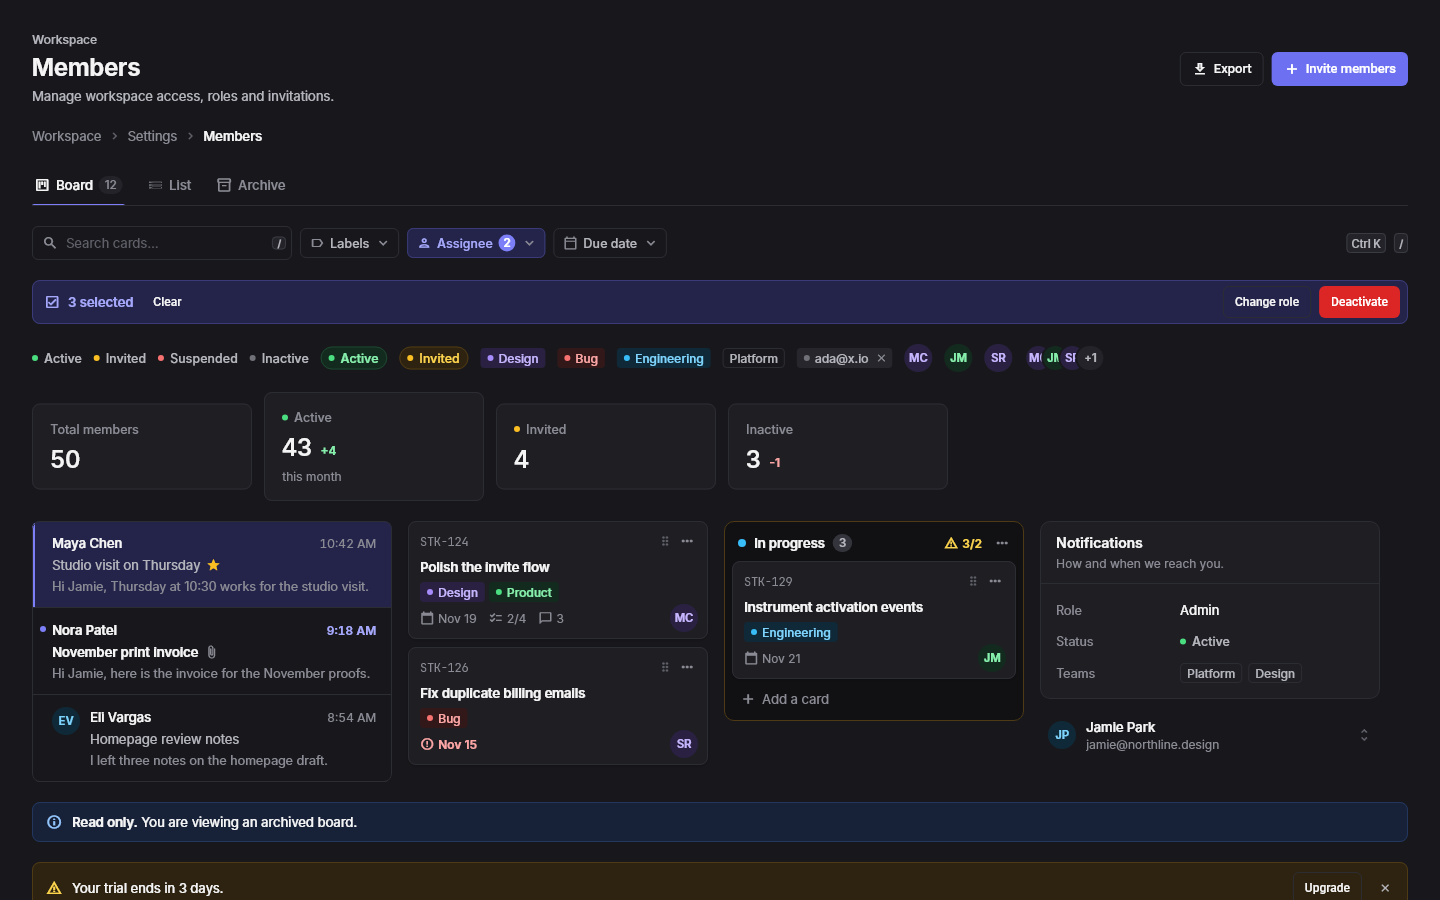 Workspace
Members
Manage workspace access, roles and invitations.
Export
Invite members
Workspace > Settings > Members
Board 12
List
Archive
Search cards... /
Labels
Assignee 2
Due date
Ctrl K /
3 selected
Clear
Change role
Deactivate
Active Invited Suspended Inactive Active Invited Design Bug Engineering Platform ada@x.io MC JM SR +1
Total members
50
Active
43 +4
this month
Invited
4
Inactive
3 -1
Maya Chen 10:42 AM
Studio visit on Thursday
Hi Jamie, Thursday at 10:30 works for the studio visit.
Nora Patel 9:18 AM
November print invoice
Hi Jamie, here is the invoice for the November proofs.
EV
Eli Vargas 8:54 AM
Homepage review notes
I left three notes on the homepage draft.
STK-124
Polish the invite flow
Design Product
Nov 19 2/4 3 MC
STK-126
Fix duplicate billing emails
Bug
Nov 15 SR
In progress 3 3/2
STK-129
Instrument activation events
Engineering
Nov 21 JM
Add a card
Notifications
How and when we reach you.
Role Admin
Status Active
Teams Platform Design
JP
Jamie Park
jamie@northline.design
Read only. You are viewing an archived board.
Your trial ends in 3 days.
Upgrade